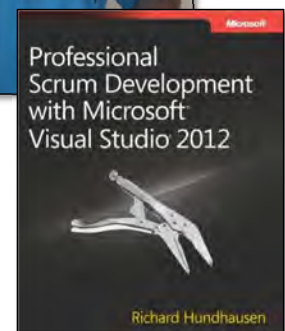 Microsoft
Professional
Scrum Development
with Microsoft
Visual Studio 2012
Richard Hundhausen